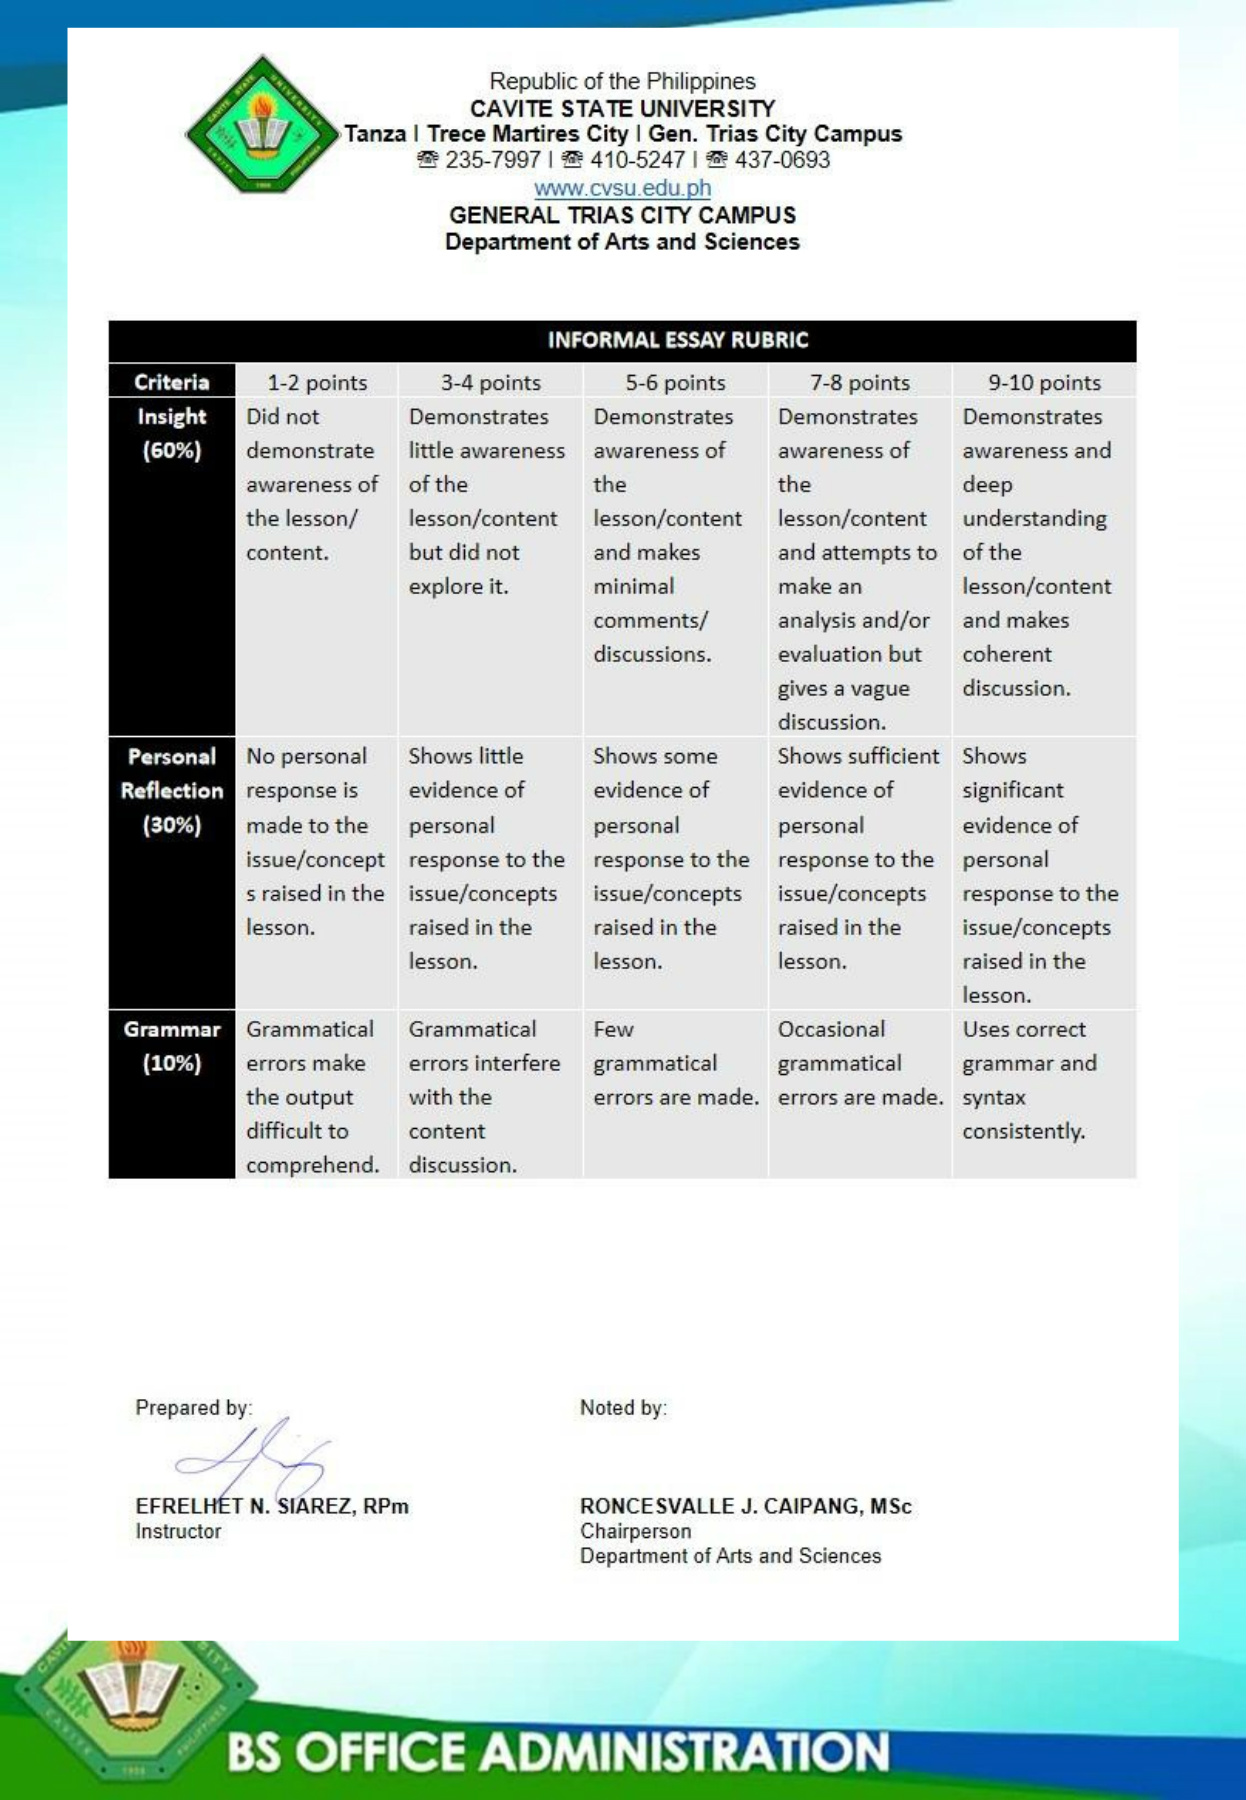 Republic of the Philippines
CAVITE STATE UNIVERSITY
Tanza I Trece Martires City I Gen. Trias City Campus
☏ 235-7997 I ☏ 410-5247 I ☏ 437-0693
www.cvsu.edu.ph
GENERAL TRIAS CITY CAMPUS
Department of Arts and Sciences
INFORMAL ESSAY RUBRIC
Criteria 1-2 points 3-4 points 5-6 points 7-8 points 9-10 points
Insight Did not Demonstrates Demonstrates Demonstrates Demonstrates
(60%) demonstrate little awareness awareness of awareness of awareness and
awareness of of the the the deep
the lesson/ lesson/content lesson/content lesson/content understanding
content. but did not and makes and attempts to of the
explore it. minimal make an lesson/content
comments/ analysis and/or and makes
discussions. evaluation but coherent
gives a vague discussion.
discussion.
Personal No personal Shows little Shows some Shows sufficient Shows
Reflection response is evidence of evidence of evidence of significant
(30%) made to the personal personal personal evidence of
issue/concept response to the response to the response to the personal
s raised in the issue/concepts issue/concepts issue/concepts response to the
lesson. raised in the raised in the raised in the issue/concepts
lesson. lesson. lesson. raised in the
lesson.
Grammar Grammatical Grammatical Few Occasional Uses correct
(10%) errors make errors interfere grammatical grammatical grammar and
the output with the errors are made. errors are made. syntax
difficult to content consistently.
comprehend. discussion.
Prepared by: Noted by:
EFRELHET N. SIAREZ, RPm RONCESVALLE J. CAIPANG, MSc
Instructor Chairperson
Department of Arts and Sciences
BS OFFICE ADMINISTRATION